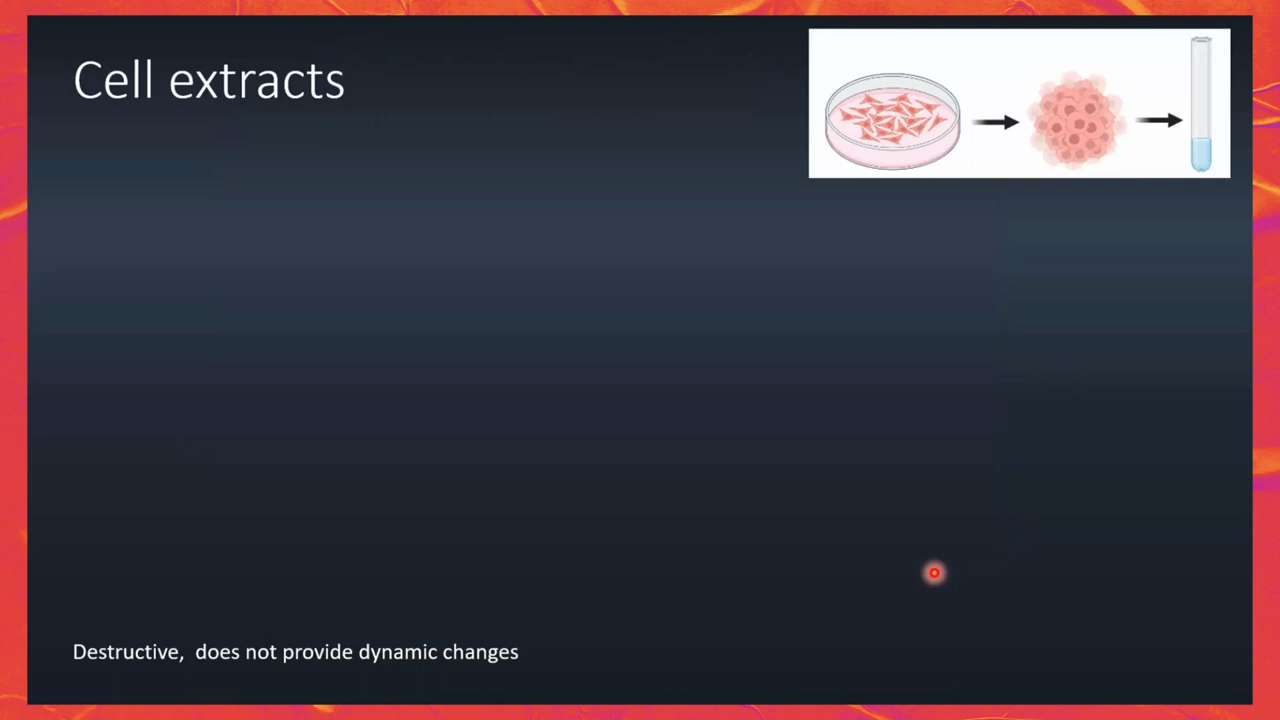 Cell extracts
Destructive,  does not provide dynamic changes